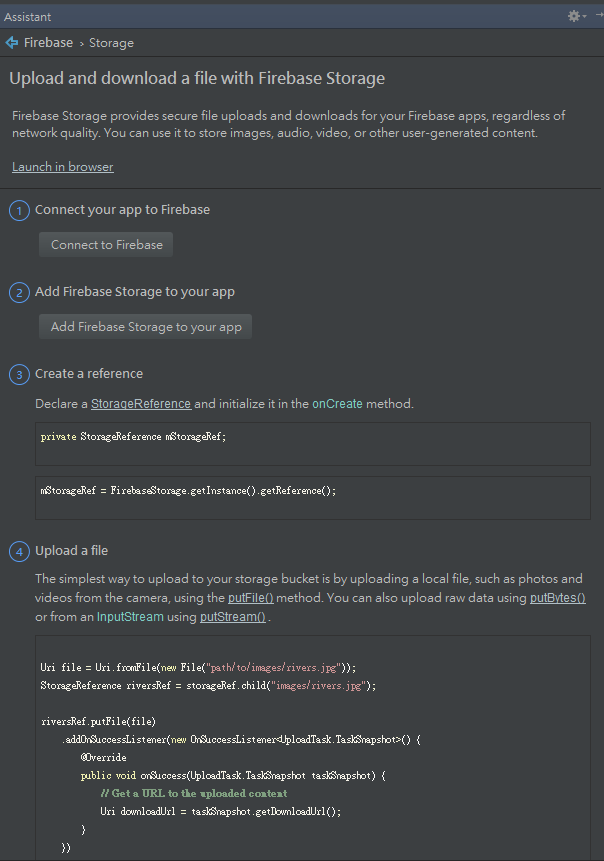 Assistant
Firebase › Storage
Upload and download a file with Firebase Storage
Firebase Storage provides secure file uploads and downloads for your Firebase apps, regardless of
network quality. You can use it to store images, audio, video, or other user-generated content.
Launch in browser
1 Connect your app to Firebase
Connect to Firebase
2 Add Firebase Storage to your app
Add Firebase Storage to your app
3 Create a reference
Declare a StorageReference and initialize it in the onCreate method.
private StorageReference mStorageRef;
mStorageRef = FirebaseStorage.getInstance().getReference();
4 Upload a file
The simplest way to upload to your storage bucket is by uploading a local file, such as photos and
videos from the camera, using the putFile() method. You can also upload raw data using putBytes()
or from an InputStream using putStream() .
Uri file = Uri.fromFile(new File("path/to/images/rivers.jpg"));
StorageReference riversRef = storageRef.child("images/rivers.jpg");
riversRef.putFile(file)
.addOnSuccessListener(new OnSuccessListener<UploadTask.TaskSnapshot>() {
@Override
public void onSuccess(UploadTask.TaskSnapshot taskSnapshot) {
// Get a URL to the uploaded content
Uri downloadUrl = taskSnapshot.getDownloadUrl();
}
})